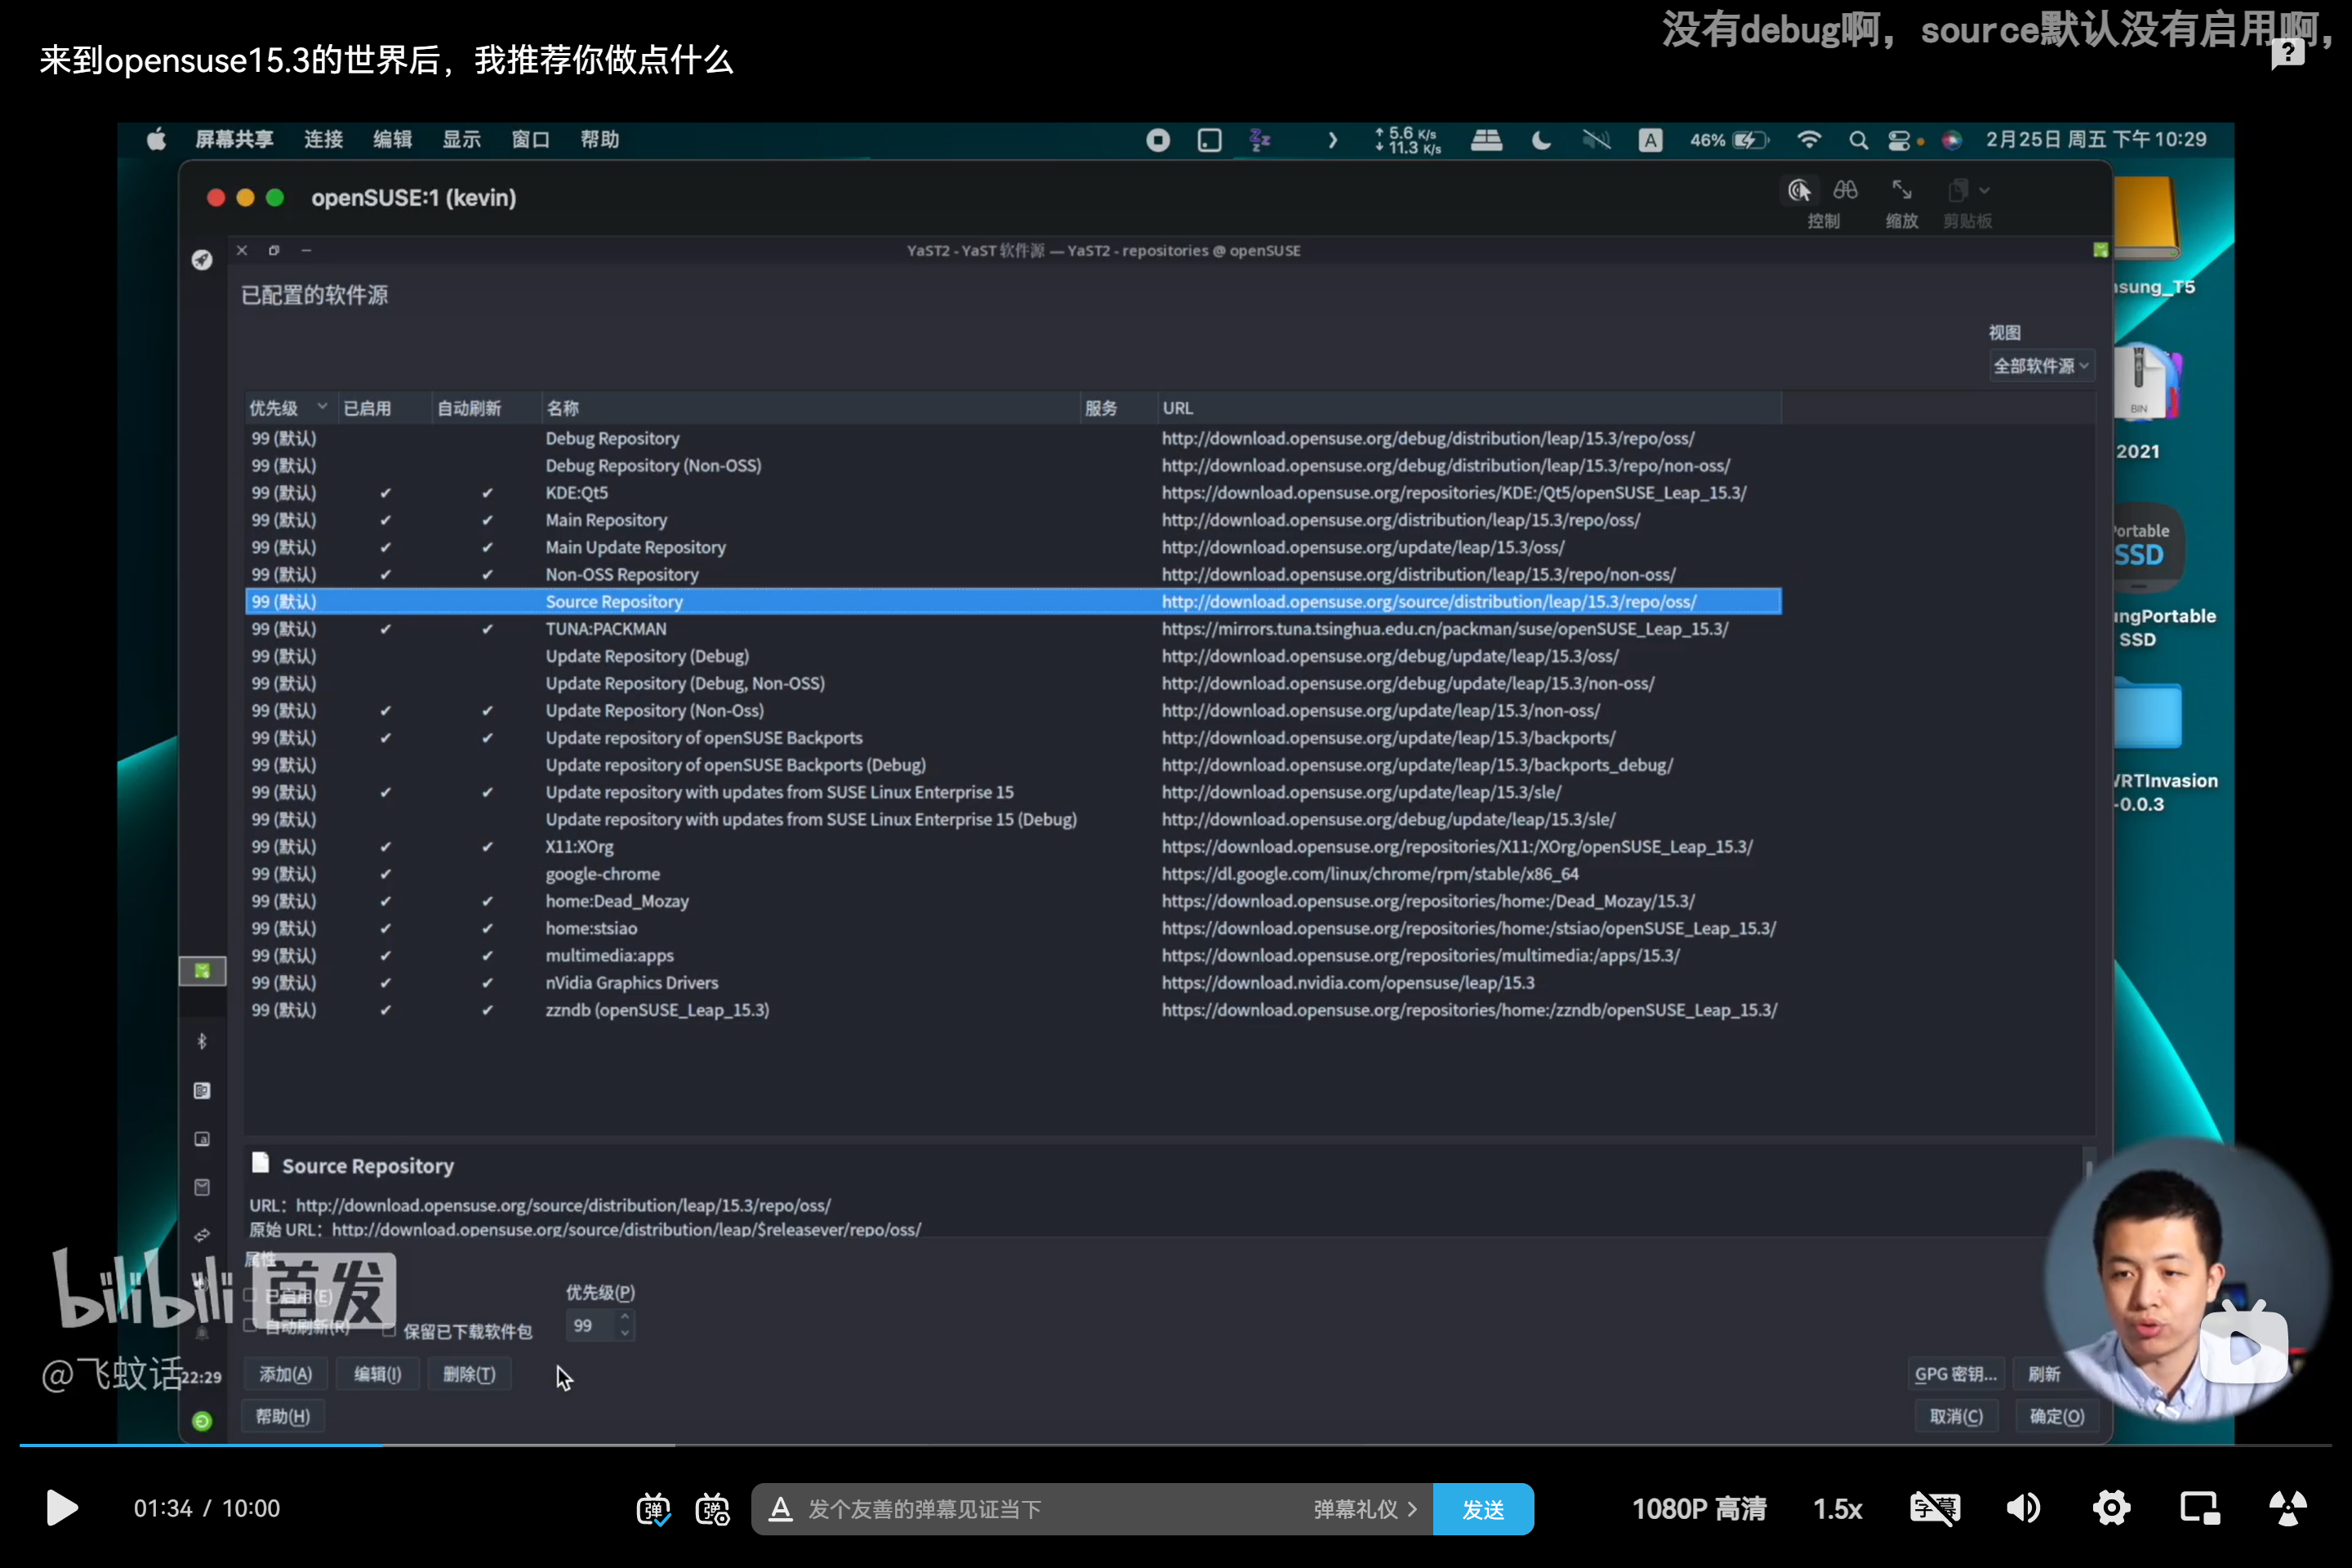 没有debug啊，source默认没有启用啊，
来到opensuse15.3的世界后，我推荐你做点什么
屏幕共享 连接 编辑 显示 窗口 帮助
5.6 K/s
11.3 K/s
A 46% 2月25日 周五 下午 10:29
openSUSE:1 (kevin)
控制 缩放 剪贴板
YaST2 - YaST 软件源 — YaST2 - repositories @ openSUSE
已配置的软件源
视图
全部软件源
优先级 已启用 自动刷新 名称 服务 URL
99 (默认) Debug Repository http://download.opensuse.org/debug/distribution/leap/15.3/repo/oss/
99 (默认) Debug Repository (Non-OSS) http://download.opensuse.org/debug/distribution/leap/15.3/repo/non-oss/
99 (默认) ✔ ✔ KDE:Qt5 https://download.opensuse.org/repositories/KDE:/Qt5/openSUSE_Leap_15.3/
99 (默认) ✔ ✔ Main Repository http://download.opensuse.org/distribution/leap/15.3/repo/oss/
99 (默认) ✔ ✔ Main Update Repository http://download.opensuse.org/update/leap/15.3/oss/
99 (默认) ✔ ✔ Non-OSS Repository http://download.opensuse.org/distribution/leap/15.3/repo/non-oss/
99 (默认) Source Repository http://download.opensuse.org/source/distribution/leap/15.3/repo/oss/
99 (默认) ✔ ✔ TUNA:PACKMAN https://mirrors.tuna.tsinghua.edu.cn/packman/suse/openSUSE_Leap_15.3/
99 (默认) Update Repository (Debug) http://download.opensuse.org/debug/update/leap/15.3/oss/
99 (默认) Update Repository (Debug, Non-OSS) http://download.opensuse.org/debug/update/leap/15.3/non-oss/
99 (默认) ✔ ✔ Update Repository (Non-Oss) http://download.opensuse.org/update/leap/15.3/non-oss/
99 (默认) ✔ ✔ Update repository of openSUSE Backports http://download.opensuse.org/update/leap/15.3/backports/
99 (默认) Update repository of openSUSE Backports (Debug) http://download.opensuse.org/update/leap/15.3/backports_debug/
99 (默认) ✔ ✔ Update repository with updates from SUSE Linux Enterprise 15 http://download.opensuse.org/update/leap/15.3/sle/
99 (默认) Update repository with updates from SUSE Linux Enterprise 15 (Debug) http://download.opensuse.org/debug/update/leap/15.3/sle/
99 (默认) ✔ ✔ X11:XOrg https://download.opensuse.org/repositories/X11:/XOrg/openSUSE_Leap_15.3/
99 (默认) ✔ google-chrome https://dl.google.com/linux/chrome/rpm/stable/x86_64
99 (默认) ✔ ✔ home:Dead_Mozay https://download.opensuse.org/repositories/home:/Dead_Mozay/15.3/
99 (默认) ✔ ✔ home:stsiao https://download.opensuse.org/repositories/home:/stsiao/openSUSE_Leap_15.3/
99 (默认) ✔ ✔ multimedia:apps https://download.opensuse.org/repositories/multimedia:/apps/15.3/
99 (默认) ✔ ✔ nVidia Graphics Drivers https://download.nvidia.com/opensuse/leap/15.3
99 (默认) ✔ ✔ zzndb (openSUSE_Leap_15.3) https://download.opensuse.org/repositories/home:/zzndb/openSUSE_Leap_15.3/
sung_T5
BIN
2021
Portable
SSD
ngPortable
SSD
RTInvasion
-0.0.3
Source Repository
URL：http://download.opensuse.org/source/distribution/leap/15.3/repo/oss/
原始 URL：http://download.opensuse.org/source/distribution/leap/$releasever/repo/oss/
属性
bilibili 首发
已启用(E) 优先级(P)
自动刷新(R) 保留已下载软件包 99
@飞蚊话
22:29
添加(A) 编辑(I) 删除(T) GPG 密钥... 刷新
帮助(H) 取消(C) 确定(O)
01:34 / 10:00 弹 弹 A 发个友善的弹幕见证当下 弹幕礼仪 发送 1080P 高清 1.5x 字幕